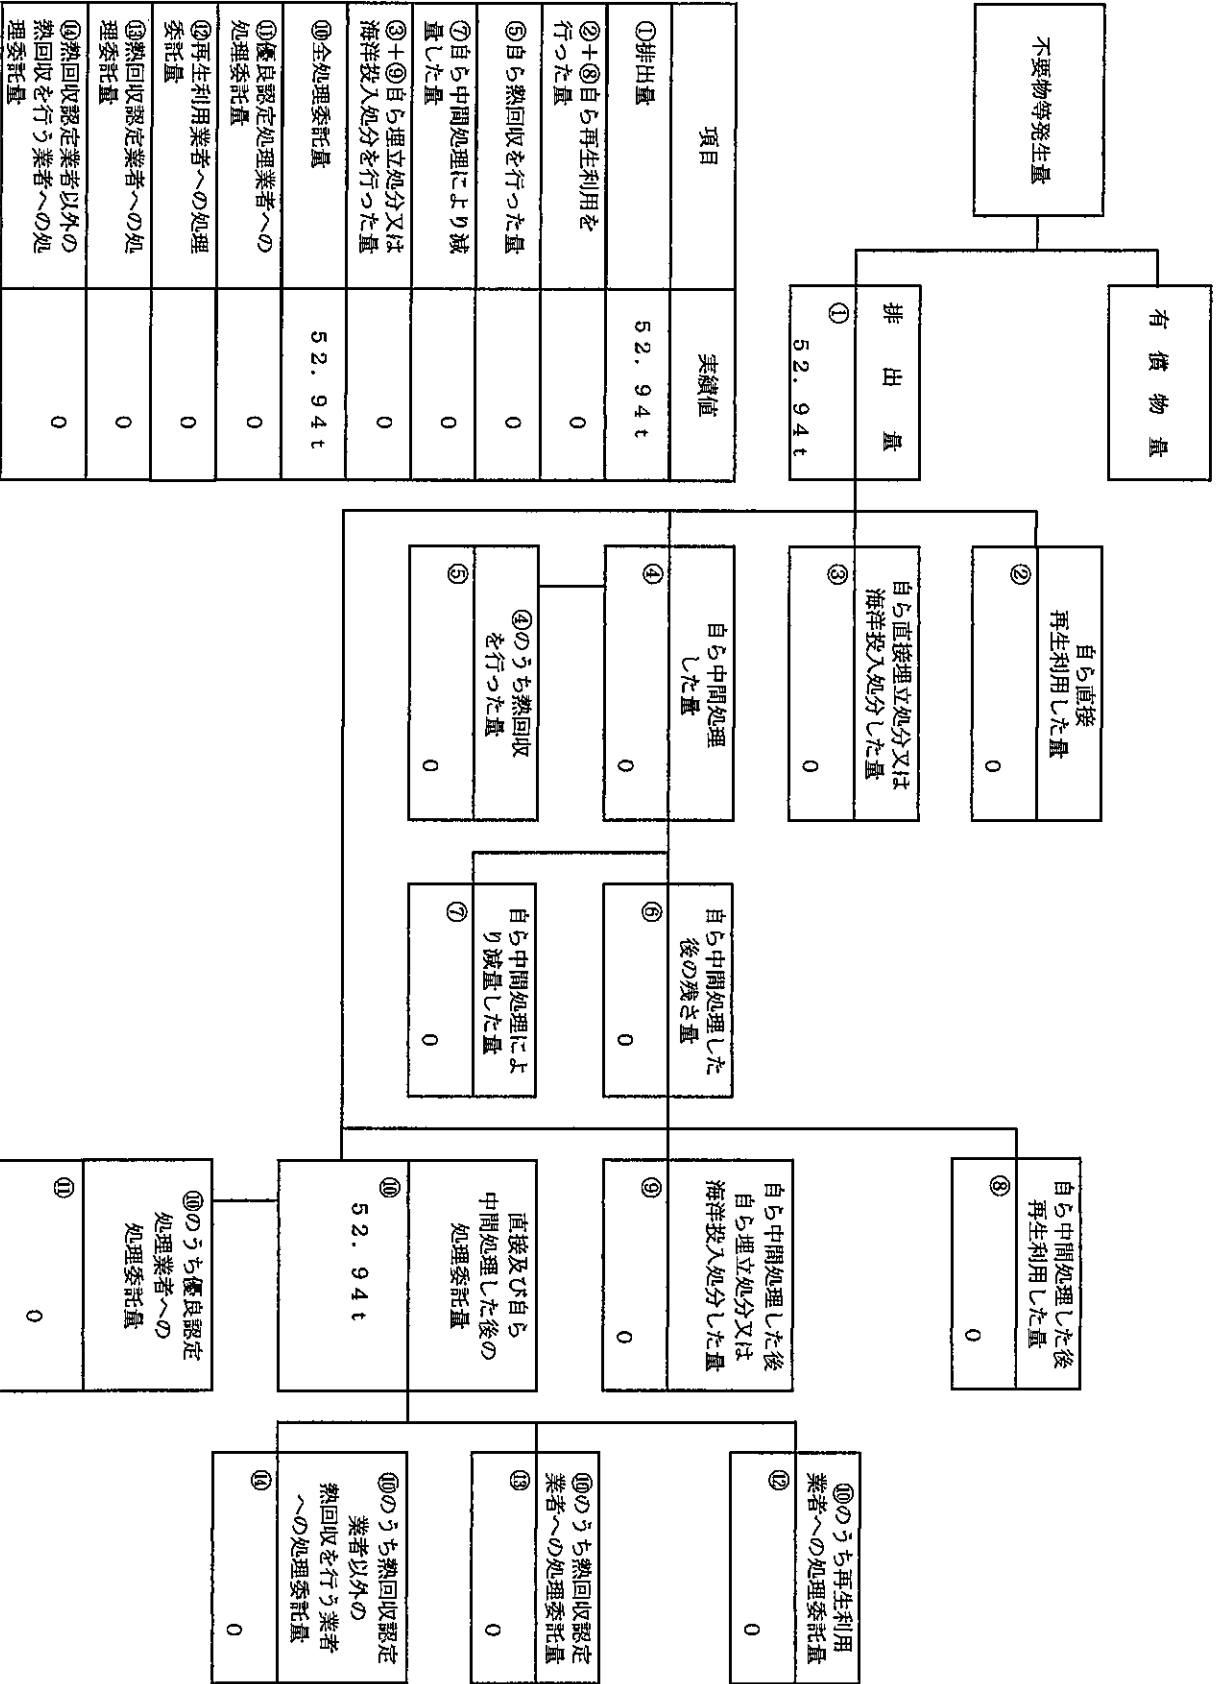 有償物量
不要物等発生量
排出量
①
52.94t
自ら直接
再生利用した量
②
0
自ら直接埋立処分又は
海洋投入処分した量
③
0
自ら中間処理
した量
④
0
④のうち熱回収
を行った量
⑤
0
自ら中間処理した
後の残さ量
⑥
0
自ら中間処理によ
り減量した量
⑦
0
自ら中間処理した後
再生利用した量
⑧
0
自ら中間処理した後
自ら埋立処分又は
海洋投入処分した量
⑨
0
直接及び自ら
中間処理した後の
処理委託量
⑩
52.94t
⑩のうち優良認定
処理業者への
処理委託量
⑪
0
⑩のうち再生利用
業者への処理委託量
⑫
0
⑩のうち熱回収認定
業者への処理委託量
⑬
0
⑩のうち熱回収認定
業者以外の
熱回収を行う業者
への処理委託量
⑭
0
項目 実績値
①排出量 52.94t
②+⑧自ら再生利用を
行った量 0
⑤自ら熱回収を行った量 0
⑦自ら中間処理により減
量した量 0
③+⑨自ら埋立処分又は
海洋投入処分を行った量 0
⑩全処理委託量 52.94t
⑪優良認定処理業者への
処理委託量 0
⑫再生利用業者への処理
委託量 0
⑬熱回収認定業者への処
理委託量 0
⑭熱回収認定業者以外の
熱回収を行う業者への処
理委託量 0